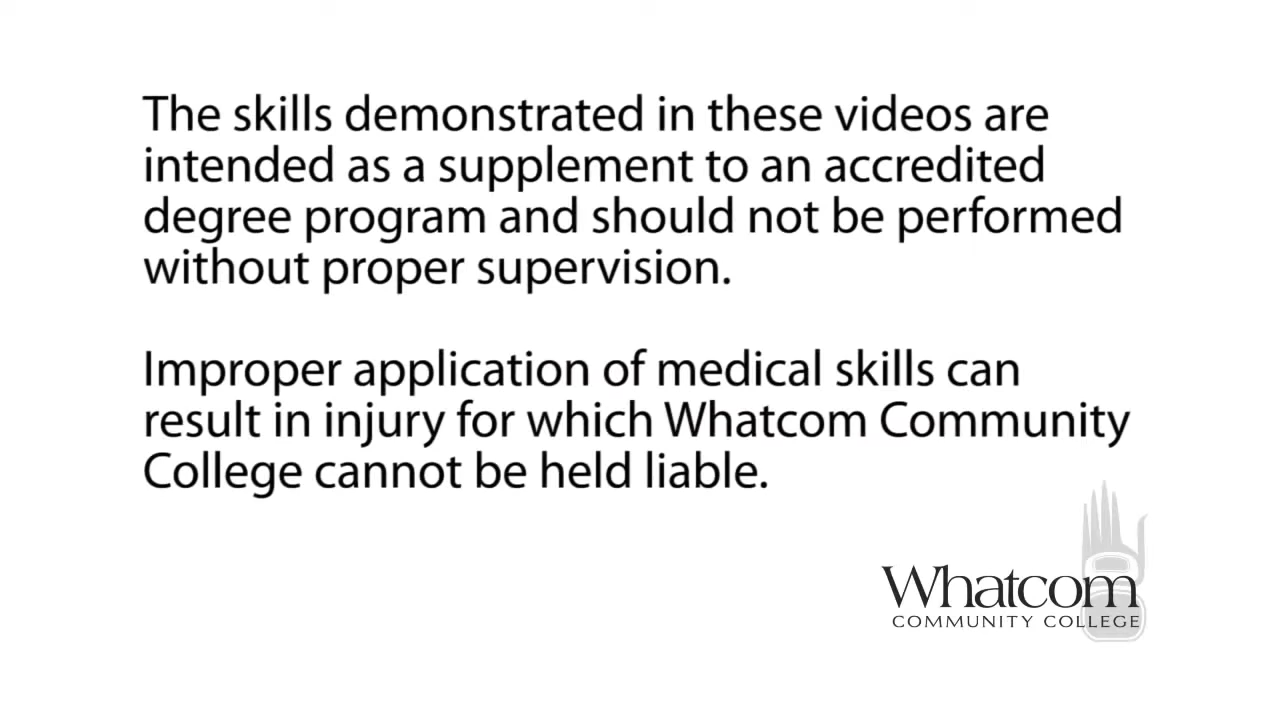 The skills demonstrated in these videos are
intended as a supplement to an accredited
degree program and should not be performed
without proper supervision.
Improper application of medical skills can
result in injury for which Whatcom Community
College cannot be held liable.
Whatcom
COMMUNITY COLLEGE